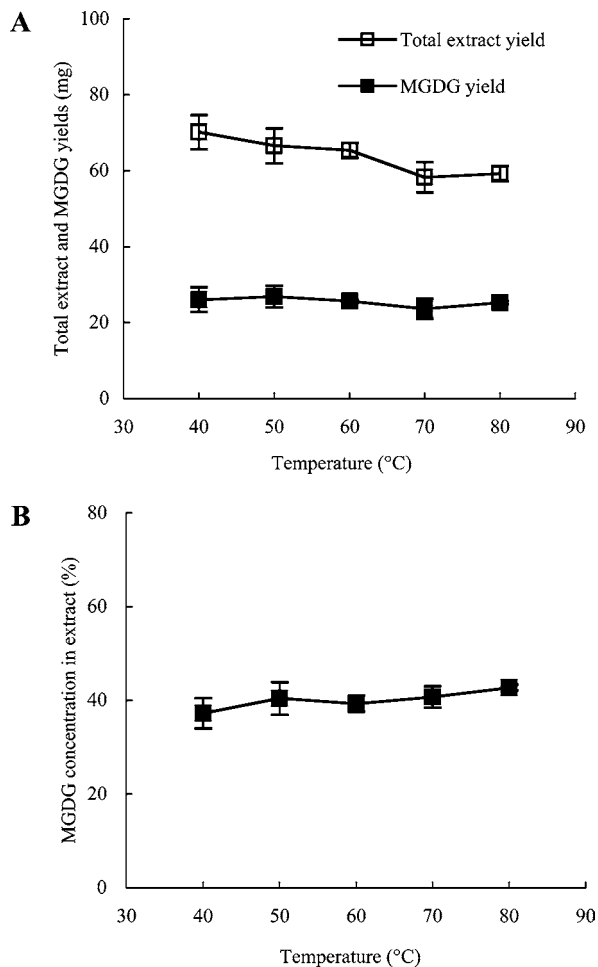 A
Total extract and MGDG yields (mg)
100
80
60
40
20
0
Total extract yield
MGDG yield
30 40 50 60 70 80 90
Temperature (°C)
B
MGDG concentration in extract (%)
80
60
40
20
0
30 40 50 60 70 80 90
Temperature (°C)